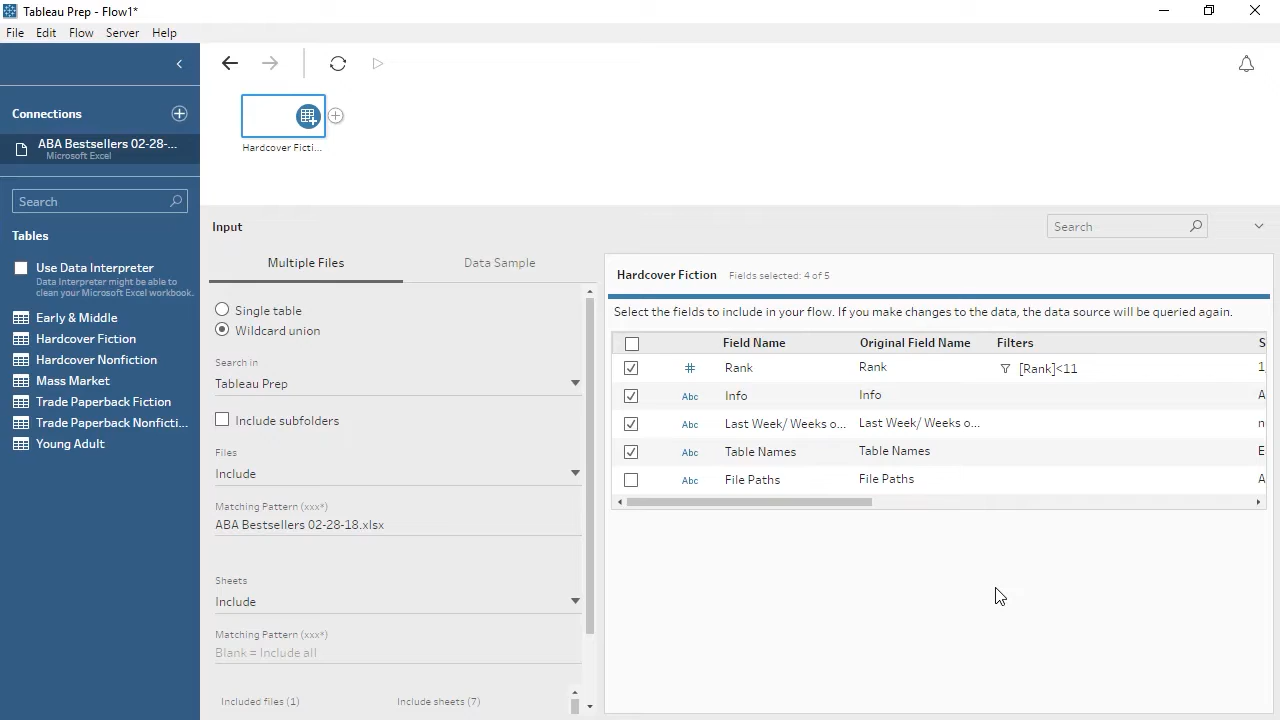 Tableau Prep - Flow1*
File Edit Flow Server Help
Connections
ABA Bestsellers 02-28-...
Microsoft Excel
Search
Tables
Use Data Interpreter
Data Interpreter might be able to
clean your Microsoft Excel workbook.
Early & Middle
Hardcover Fiction
Hardcover Nonfiction
Mass Market
Trade Paperback Fiction
Trade Paperback Nonficti...
Young Adult
Hardcover Ficti...
Input
Search
Multiple Files Data Sample
Single table
Wildcard union
Search in
Tableau Prep
Include subfolders
Files
Include
Matching Pattern (xxx*)
ABA Bestsellers 02-28-18.xlsx
Sheets
Include
Matching Pattern (xxx*)
Blank = Include all
Included files (1) Include sheets (7)
Hardcover Fiction Fields selected: 4 of 5
Select the fields to include in your flow. If you make changes to the data, the data source will be queried again.
Field Name Original Field Name Filters S
# Rank Rank [Rank]<11 1
Abc Info Info A
Abc Last Week/ Weeks o... Last Week/ Weeks o... n
Abc Table Names Table Names E
Abc File Paths File Paths A